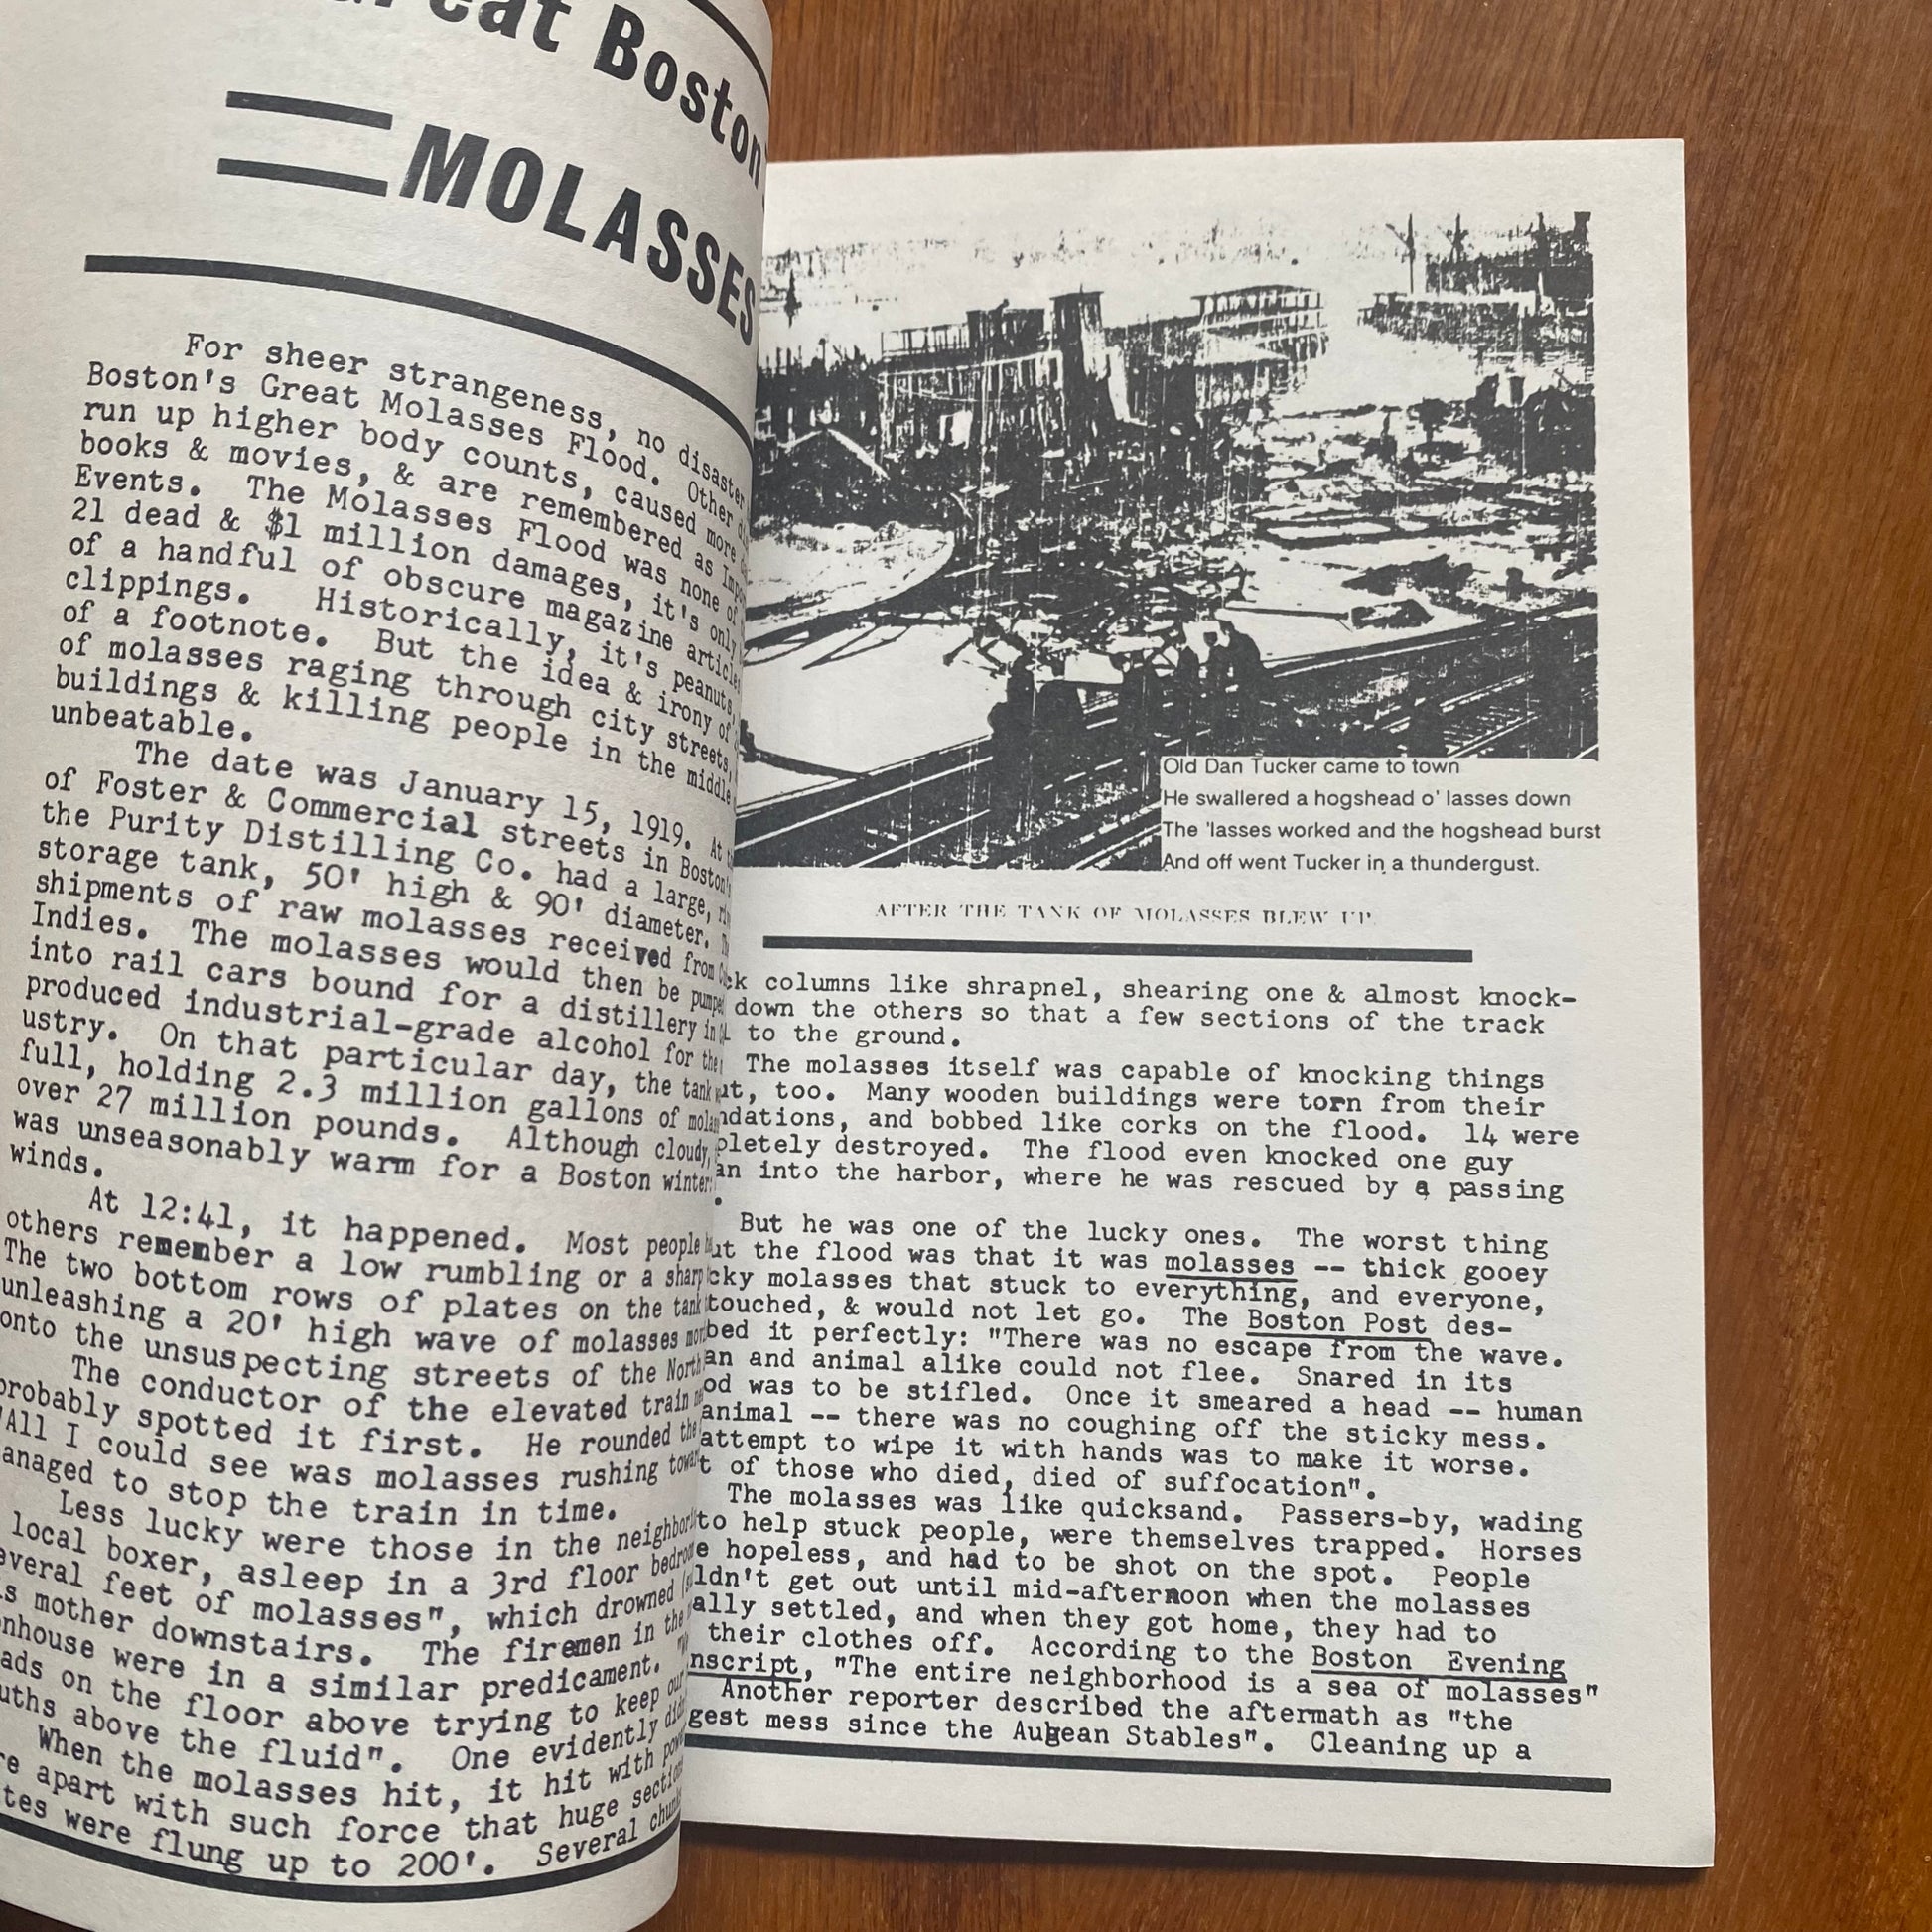 Great Boston
MOLASSES
For sheer strangeness, no disaster
Boston's Great Molasses Flood. Other
run up higher body counts, caused more
books & movies, & are remembered as
Events. The Molasses Flood was none of
21 dead & $1 million damages, it's only
of a handful of obscure magazine
clippings. Historically, it's peanuts,
of a footnote. But the idea & irony of
of molasses raging through city streets,
buildings & killing people in the middle
unbeatable.
The date was January 15, 1919. At
of Foster & Commercial streets in Boston's
the Purity Distilling Co. had a large,
storage tank, 50' high & 90' diameter.
shipments of raw molasses received from
Indies. The molasses would then be pumped
into rail cars bound for a distillery in
produced industrial-grade alcohol for the
ustry. On that particular day, the tank
full, holding 2.3 million gallons of
over 27 million pounds. Although cloudy,
was unseasonably warm for a Boston winter
winds.
At 12:41, it happened. Most people
others remember a low rumbling or a sharp
The two bottom rows of plates on the tank
unleashing a 20' high wave of molasses
onto the unsuspecting streets of the North
The conductor of the elevated train
probably spotted it first. He rounded the
"All I could see was molasses rushing
anaged to stop the train in time.
Less lucky were those in the
local boxer, asleep in a 3rd floor
everal feet of molasses", which drowned
s mother downstairs. The firemen in the
nhouse were in a similar predicament.
ads on the floor above trying to keep our
uths above the fluid". One evidently
When the molasses hit, it hit with
re apart with such force that huge
tes were flung up to 200'. Several
Old Dan Tucker came to town
He swallered a hogshead o' lasses down
The 'lasses worked and the hogshead burst
And off went Tucker in a thundergust.
AFTER THE TANK OF MOLASSES BLEW UP.
ck columns like shrapnel, shearing one & almost knock-
down the others so that a few sections of the track
to the ground.
The molasses itself was capable of knocking things
ut, too. Many wooden buildings were torn from their
ndations, and bobbed like corks on the flood. 14 were
pletely destroyed. The flood even knocked one guy
an into the harbor, where he was rescued by a passing
.
But he was one of the lucky ones. The worst thing
ut the flood was that it was molasses -- thick gooey
cky molasses that stuck to everything, and everyone,
touched, & would not let go. The Boston Post des-
bed it perfectly: "There was no escape from the wave.
an and animal alike could not flee. Snared in its
od was to be stifled. Once it smeared a head -- human
animal -- there was no coughing off the sticky mess.
attempt to wipe it with hands was to make it worse.
t of those who died, died of suffocation".
The molasses was like quicksand. Passers-by, wading
to help stuck people, were themselves trapped. Horses
e hopeless, and had to be shot on the spot. People
ldn't get out until mid-afternoon when the molasses
ally settled, and when they got home, they had to
their clothes off. According to the Boston Evening
nscript, "The entire neighborhood is a sea of molasses"
Another reporter described the aftermath as "the
gest mess since the Augean Stables". Cleaning up a